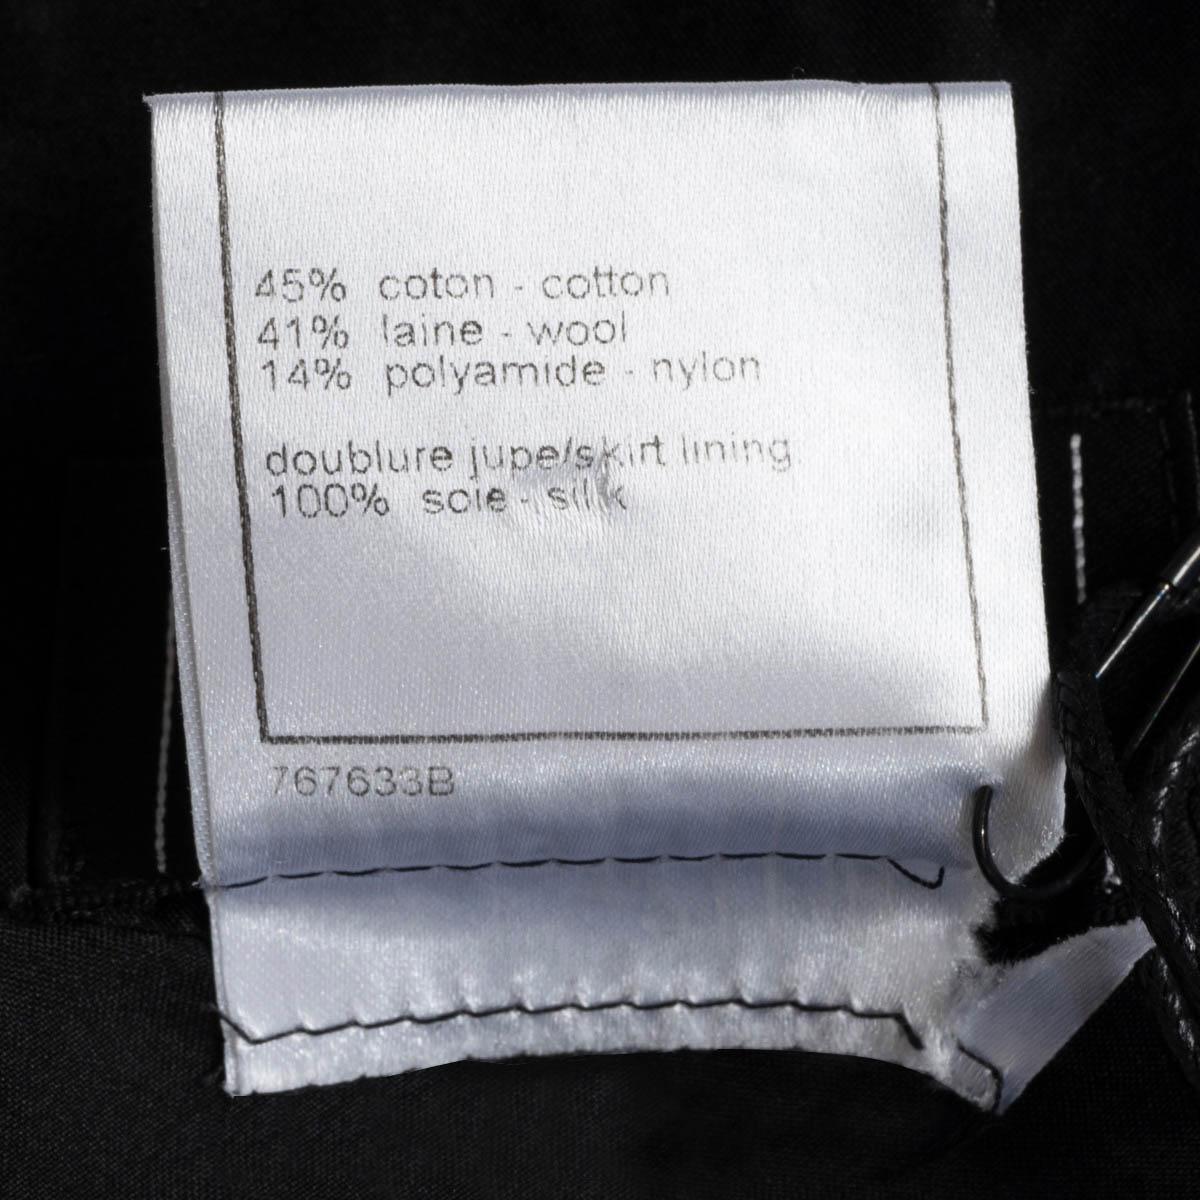 45% coton - cotton
41% laine - wool
14% polyamide - nylon
doublure jupe/skirt lining
100% soie - silk
767633B